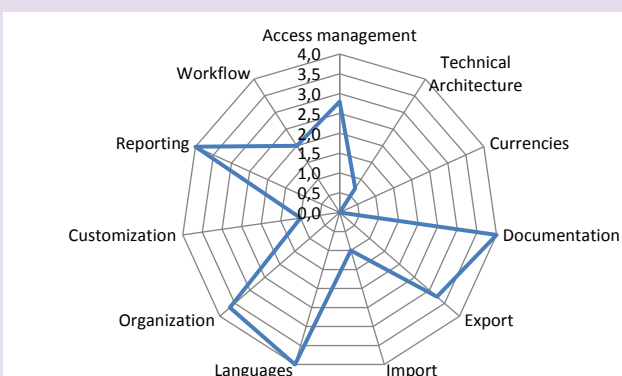 Access management
4,0
3,5
3,0
2,5
2,0
1,5
1,0
0,5
0,0
Technical
Architecture
Currencies
Documentation
Export
Import
Languages
Organization
Customization
Reporting
Workflow